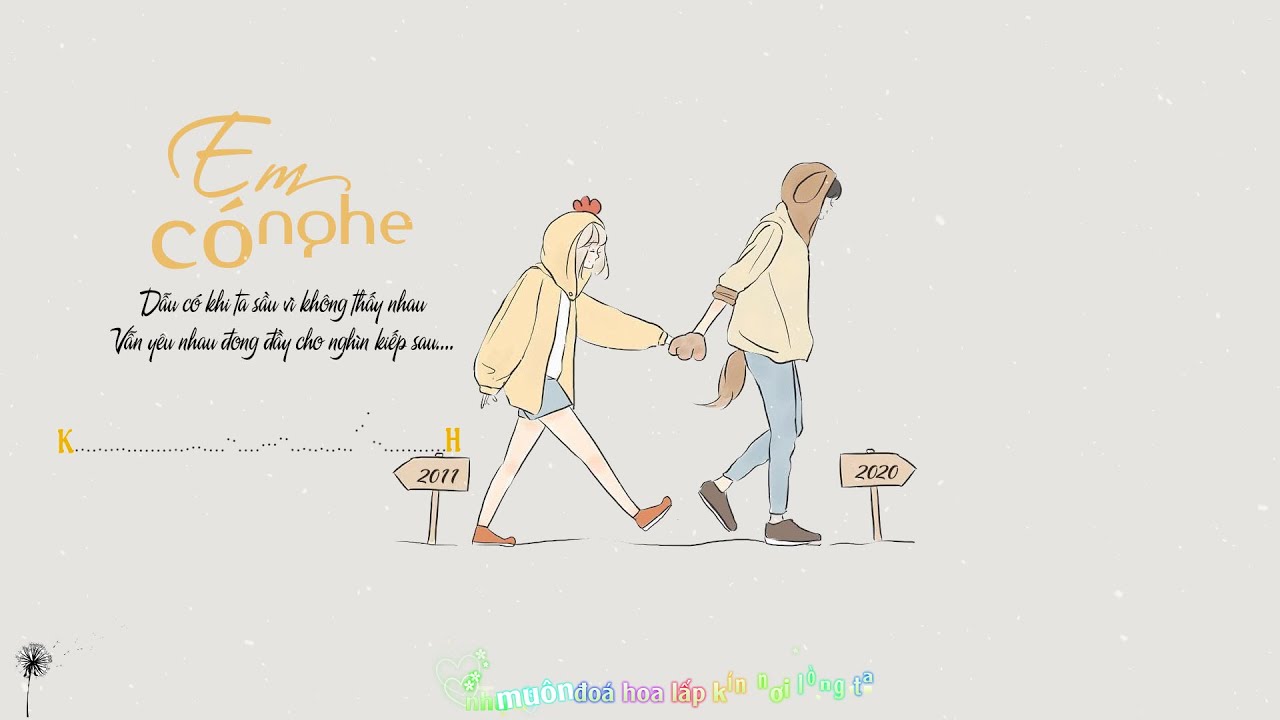 Em
có nghe
Dẫu có khi ta sầu vì không thấy nhau
Vẫn yêu nhau đong đầy cho nghìn kiếp sau....
K H
2011
2020
muôn đoá hoa lấp kín nơi lòng ta